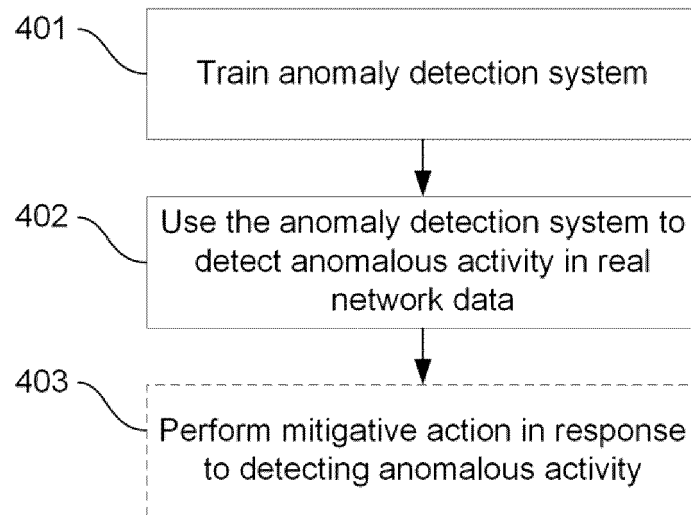 401
Train anomaly detection system
402
Use the anomaly detection system to
detect anomalous activity in real
network data
403
Perform mitigative action in response
to detecting anomalous activity